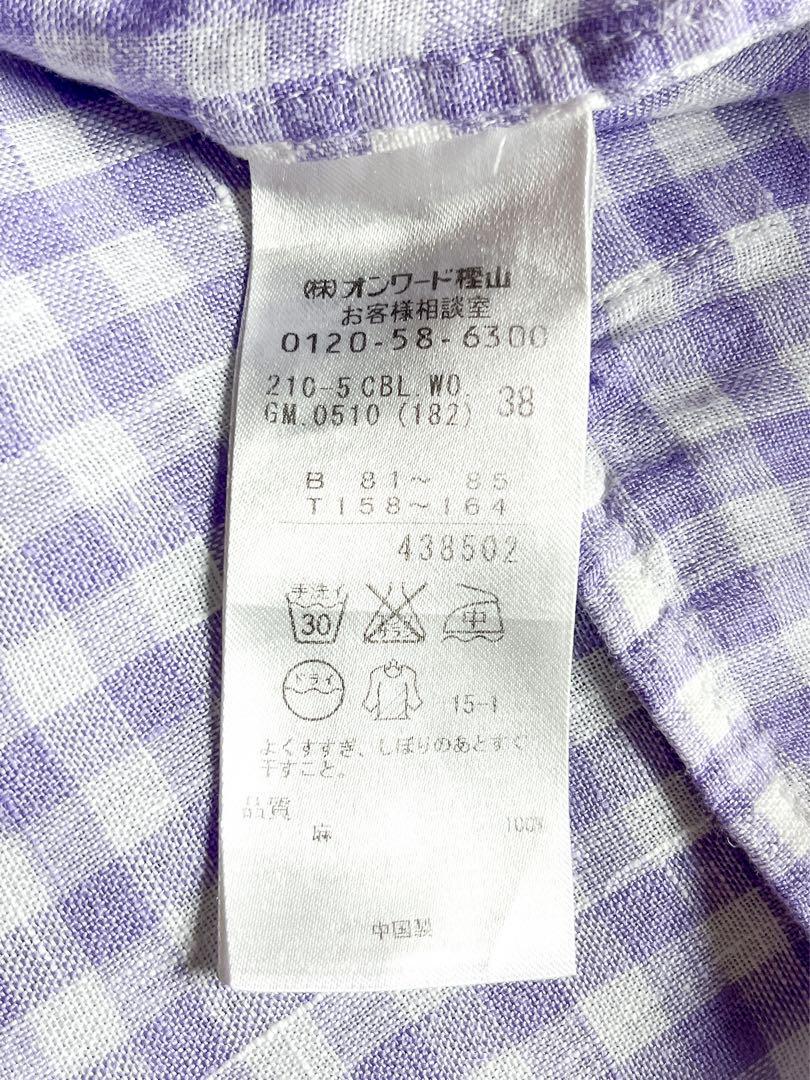 (株)オンワード樫山
お客様相談室
0120-58-6300
210-5 CBL.WO.
GM.0510 (182) 38
B 81～ 85
T158～164
438502
手洗イ 中
30
ドライ 15-1
よくすすぎ、しぼりのあとすぐ
干すこと。
品質
麻 100%
中国製